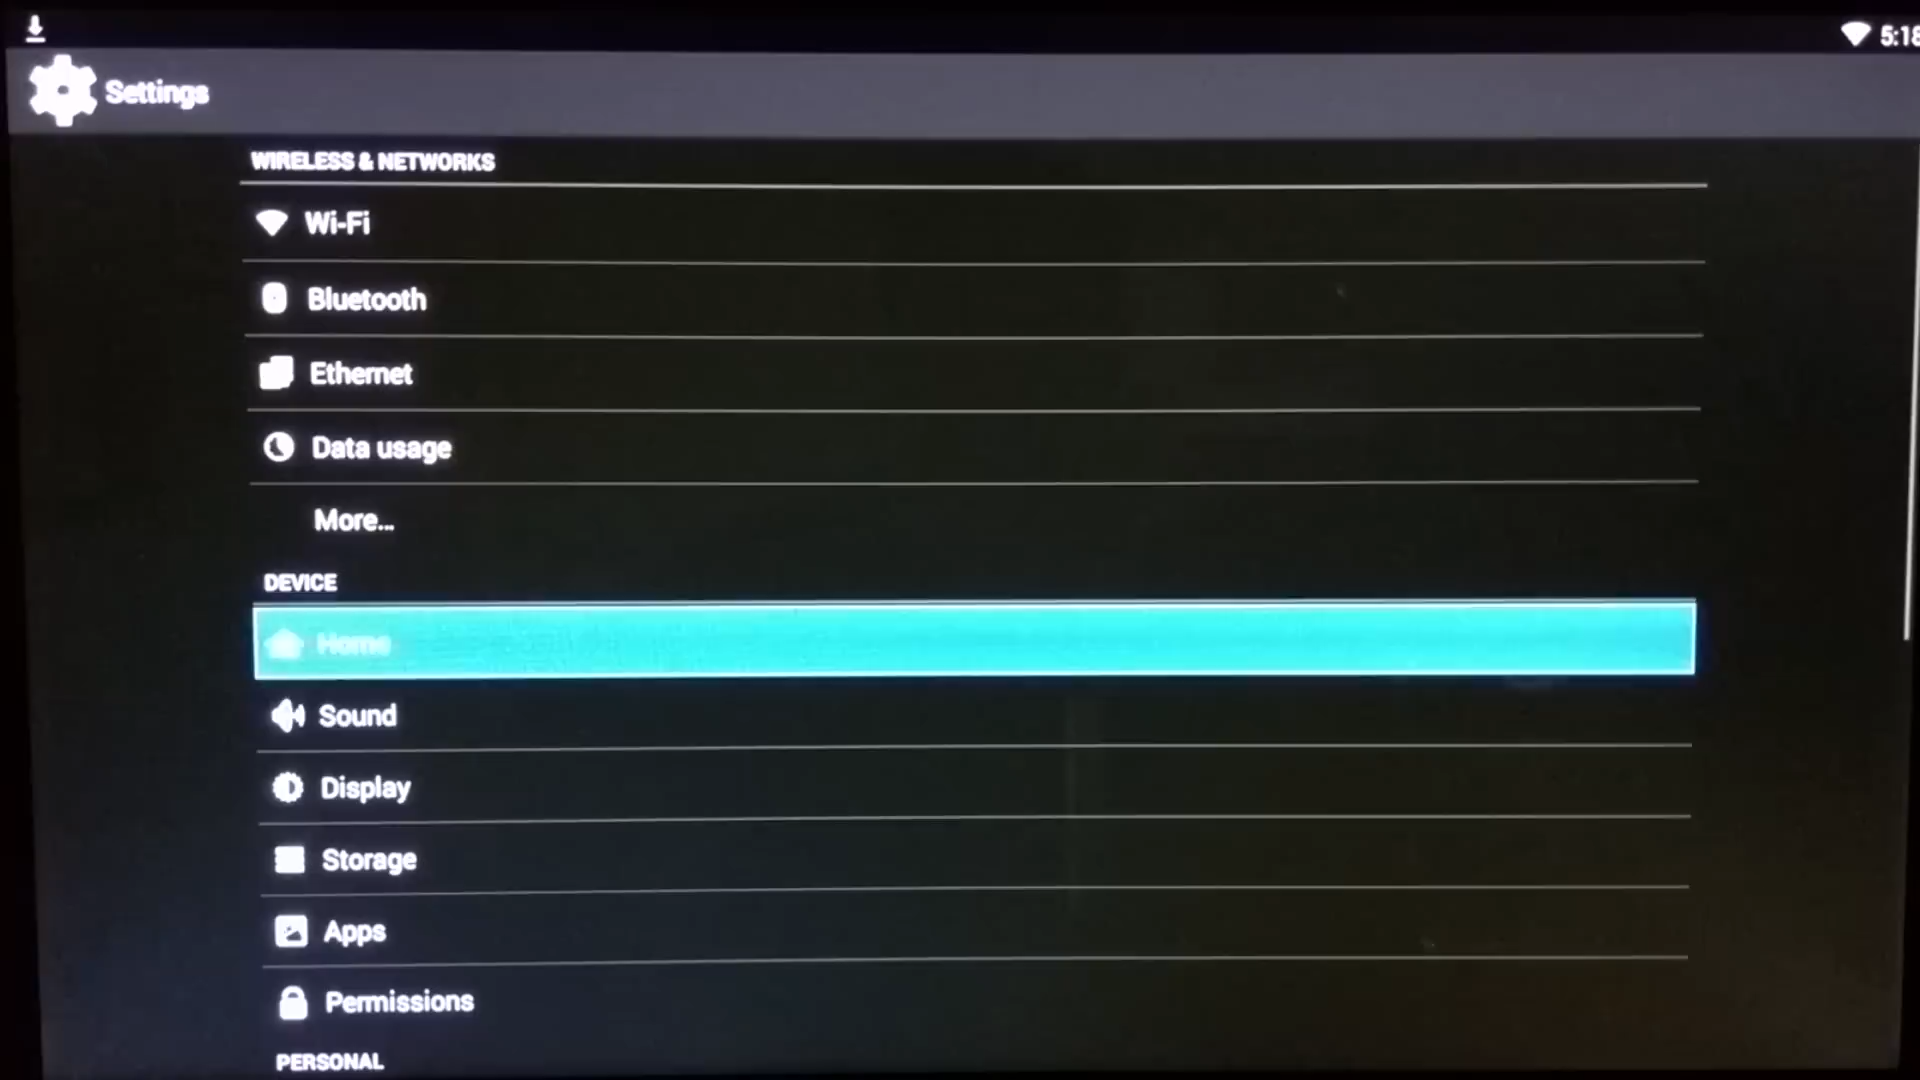 5:18
Settings
WIRELESS & NETWORKS
Wi-Fi
Bluetooth
Ethernet
Data usage
More...
DEVICE
Home
Sound
Display
Storage
Apps
Permissions
PERSONAL